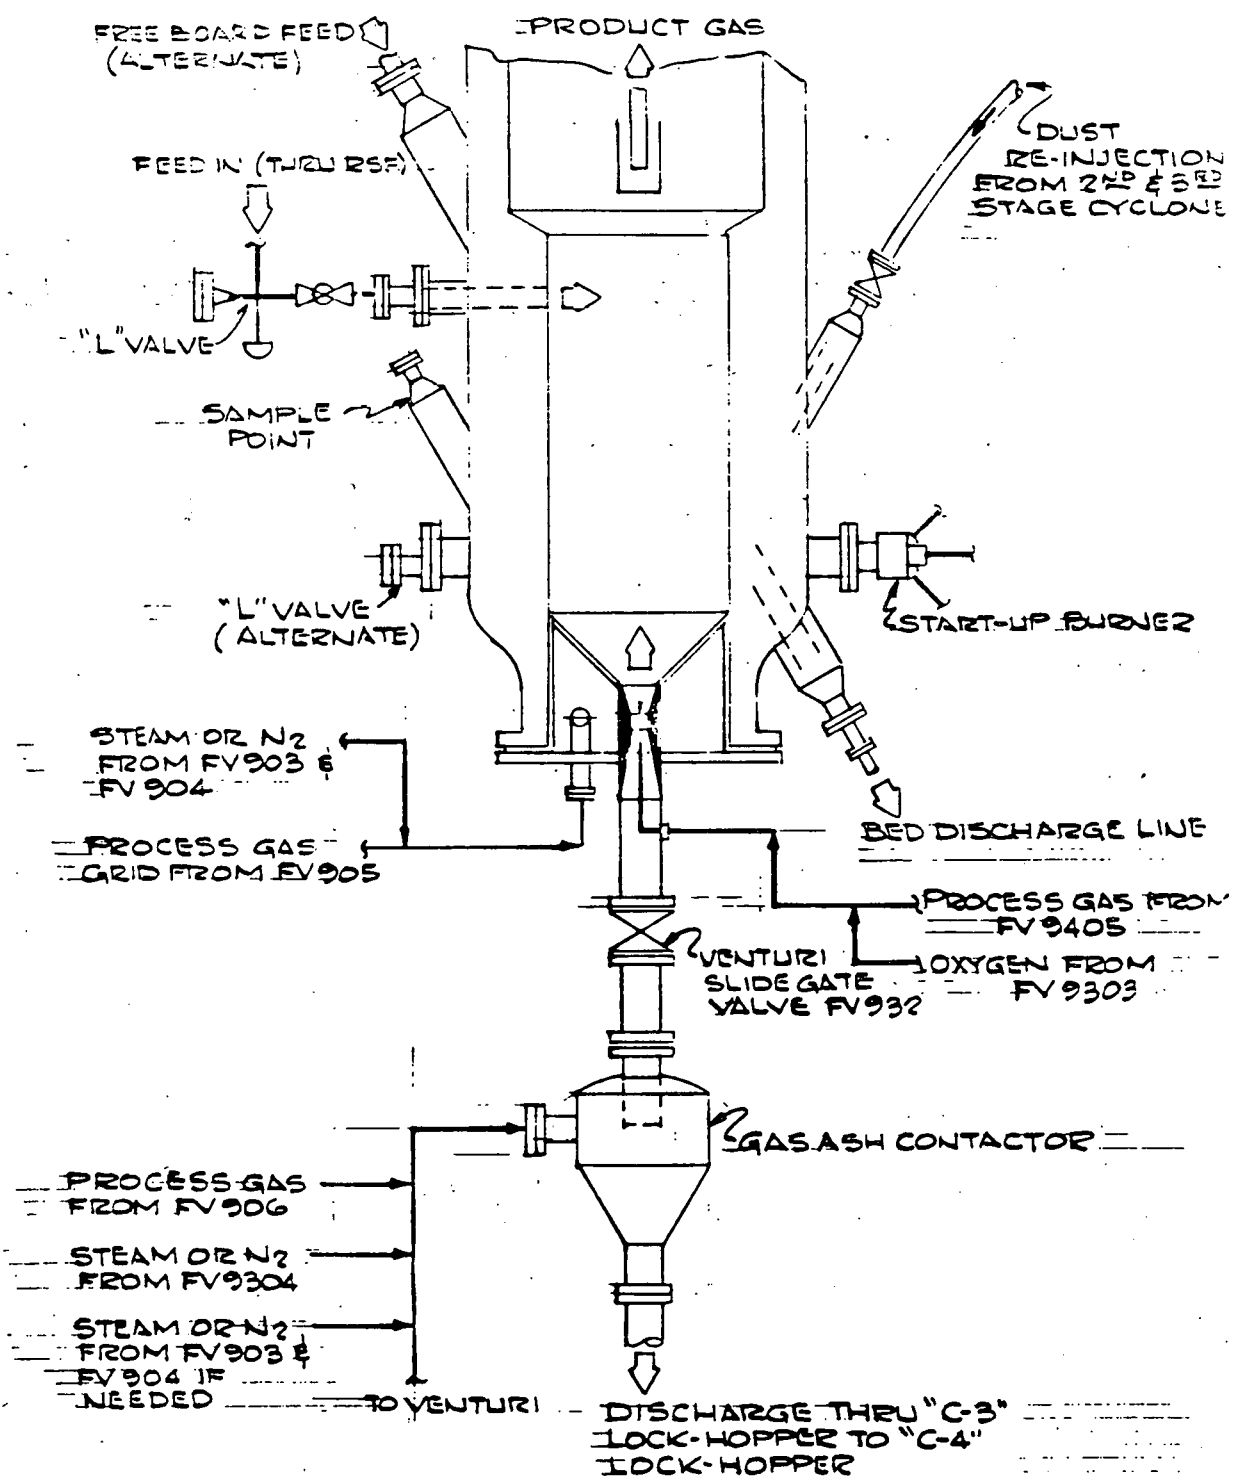 FREE BOARD FEED
(ALTERNATE)
PRODUCT GAS
FEED IN (THRU RSF)
DUST
RE-INJECTION
FROM 2ND & 3RD
STAGE CYCLONE
"L" VALVE
SAMPLE
POINT
"L" VALVE
(ALTERNATE)
START-UP BURNER
STEAM OR N2
FROM FV903 &
FV904
PROCESS GAS
GRID FROM FV905
BED DISCHARGE LINE
PROCESS GAS FROM
FV9405
OXYGEN FROM
FV9303
VENTURI
SLIDE GATE
VALVE FV932
GAS ASH CONTACTOR
PROCESS GAS
FROM FV906
STEAM OR N2
FROM FV9304
STEAM OR N2
FROM FV903 &
FV904 IF
NEEDED
TO VENTURI
DISCHARGE THRU "C-3"
LOCK-HOPPER TO "C-4"
LOCK-HOPPER